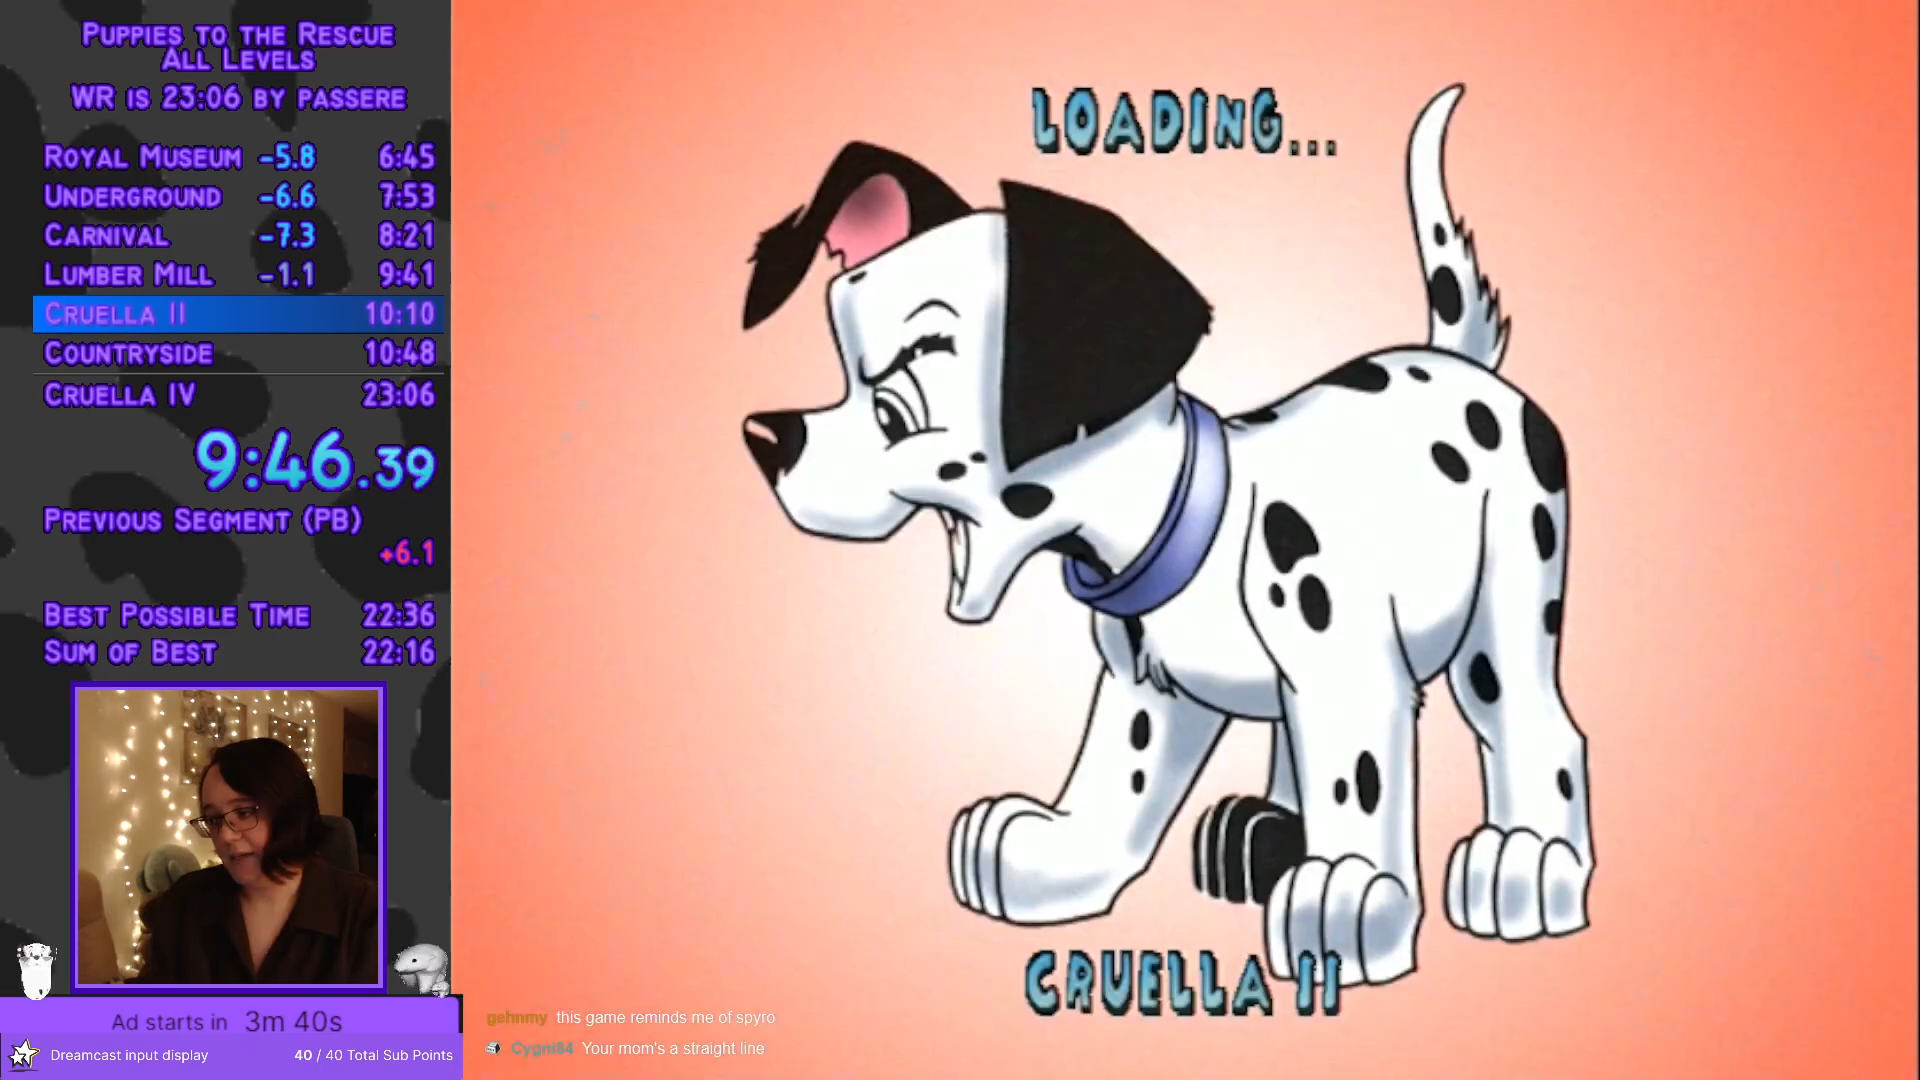 Puppies to the Rescue
All Levels
WR is 23:06 by passere
Royal Museum -5.8 6:45
Underground -6.6 7:53
Carnival -7.3 8:21
Lumber Mill -1.1 9:41
Cruella II 10:10
Countryside 10:48
Cruella IV 23:06
9:46.39
Previous Segment (PB)
+6.1
Best Possible Time 22:36
Sum of Best 22:16
Ad starts in 3m 40s
Dreamcast input display 40 / 40 Total Sub Points
LOADING...
CRUELLA II
gehnmy this game reminds me of spyro
Cygni84 Your mom's a straight line